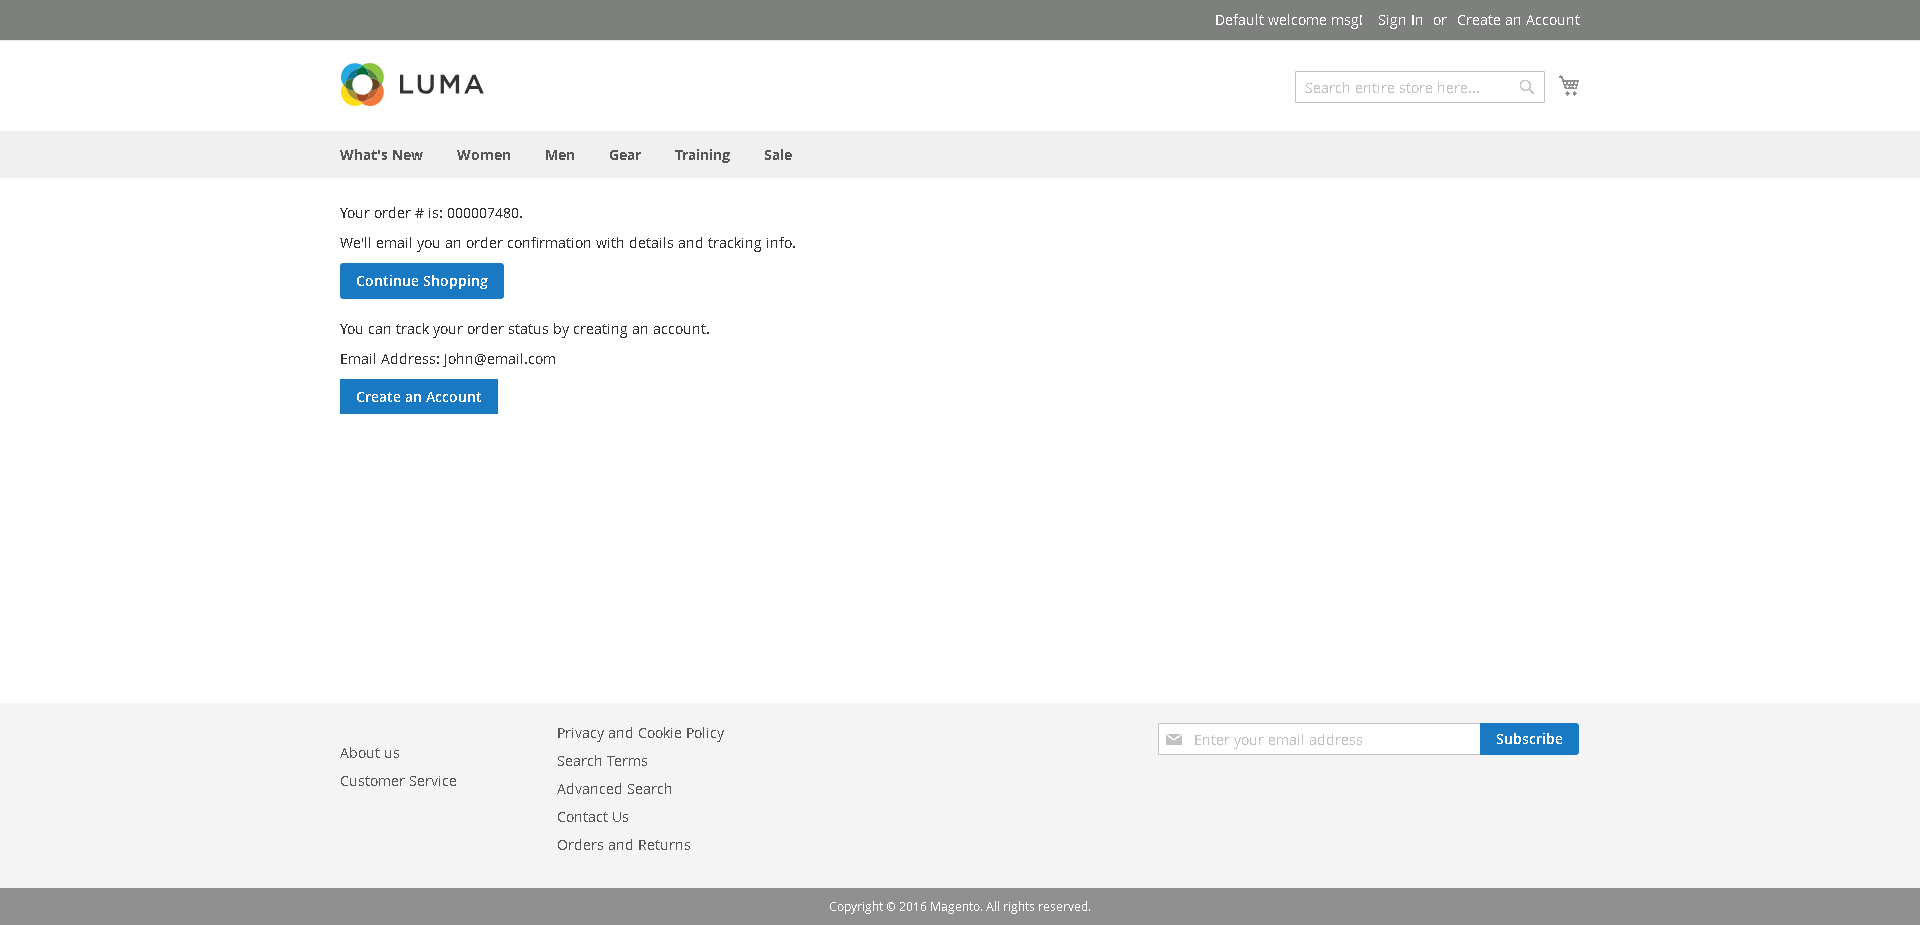 Default welcome msg! Sign In or Create an Account
LUMA
Search entire store here...
What's New Women Men Gear Training Sale
Your order # is: 000007480.
We'll email you an order confirmation with details and tracking info.
Continue Shopping
You can track your order status by creating an account.
Email Address: John@email.com
Create an Account
About us
Customer Service
Privacy and Cookie Policy
Search Terms
Advanced Search
Contact Us
Orders and Returns
Enter your email address
Subscribe
Copyright © 2016 Magento. All rights reserved.